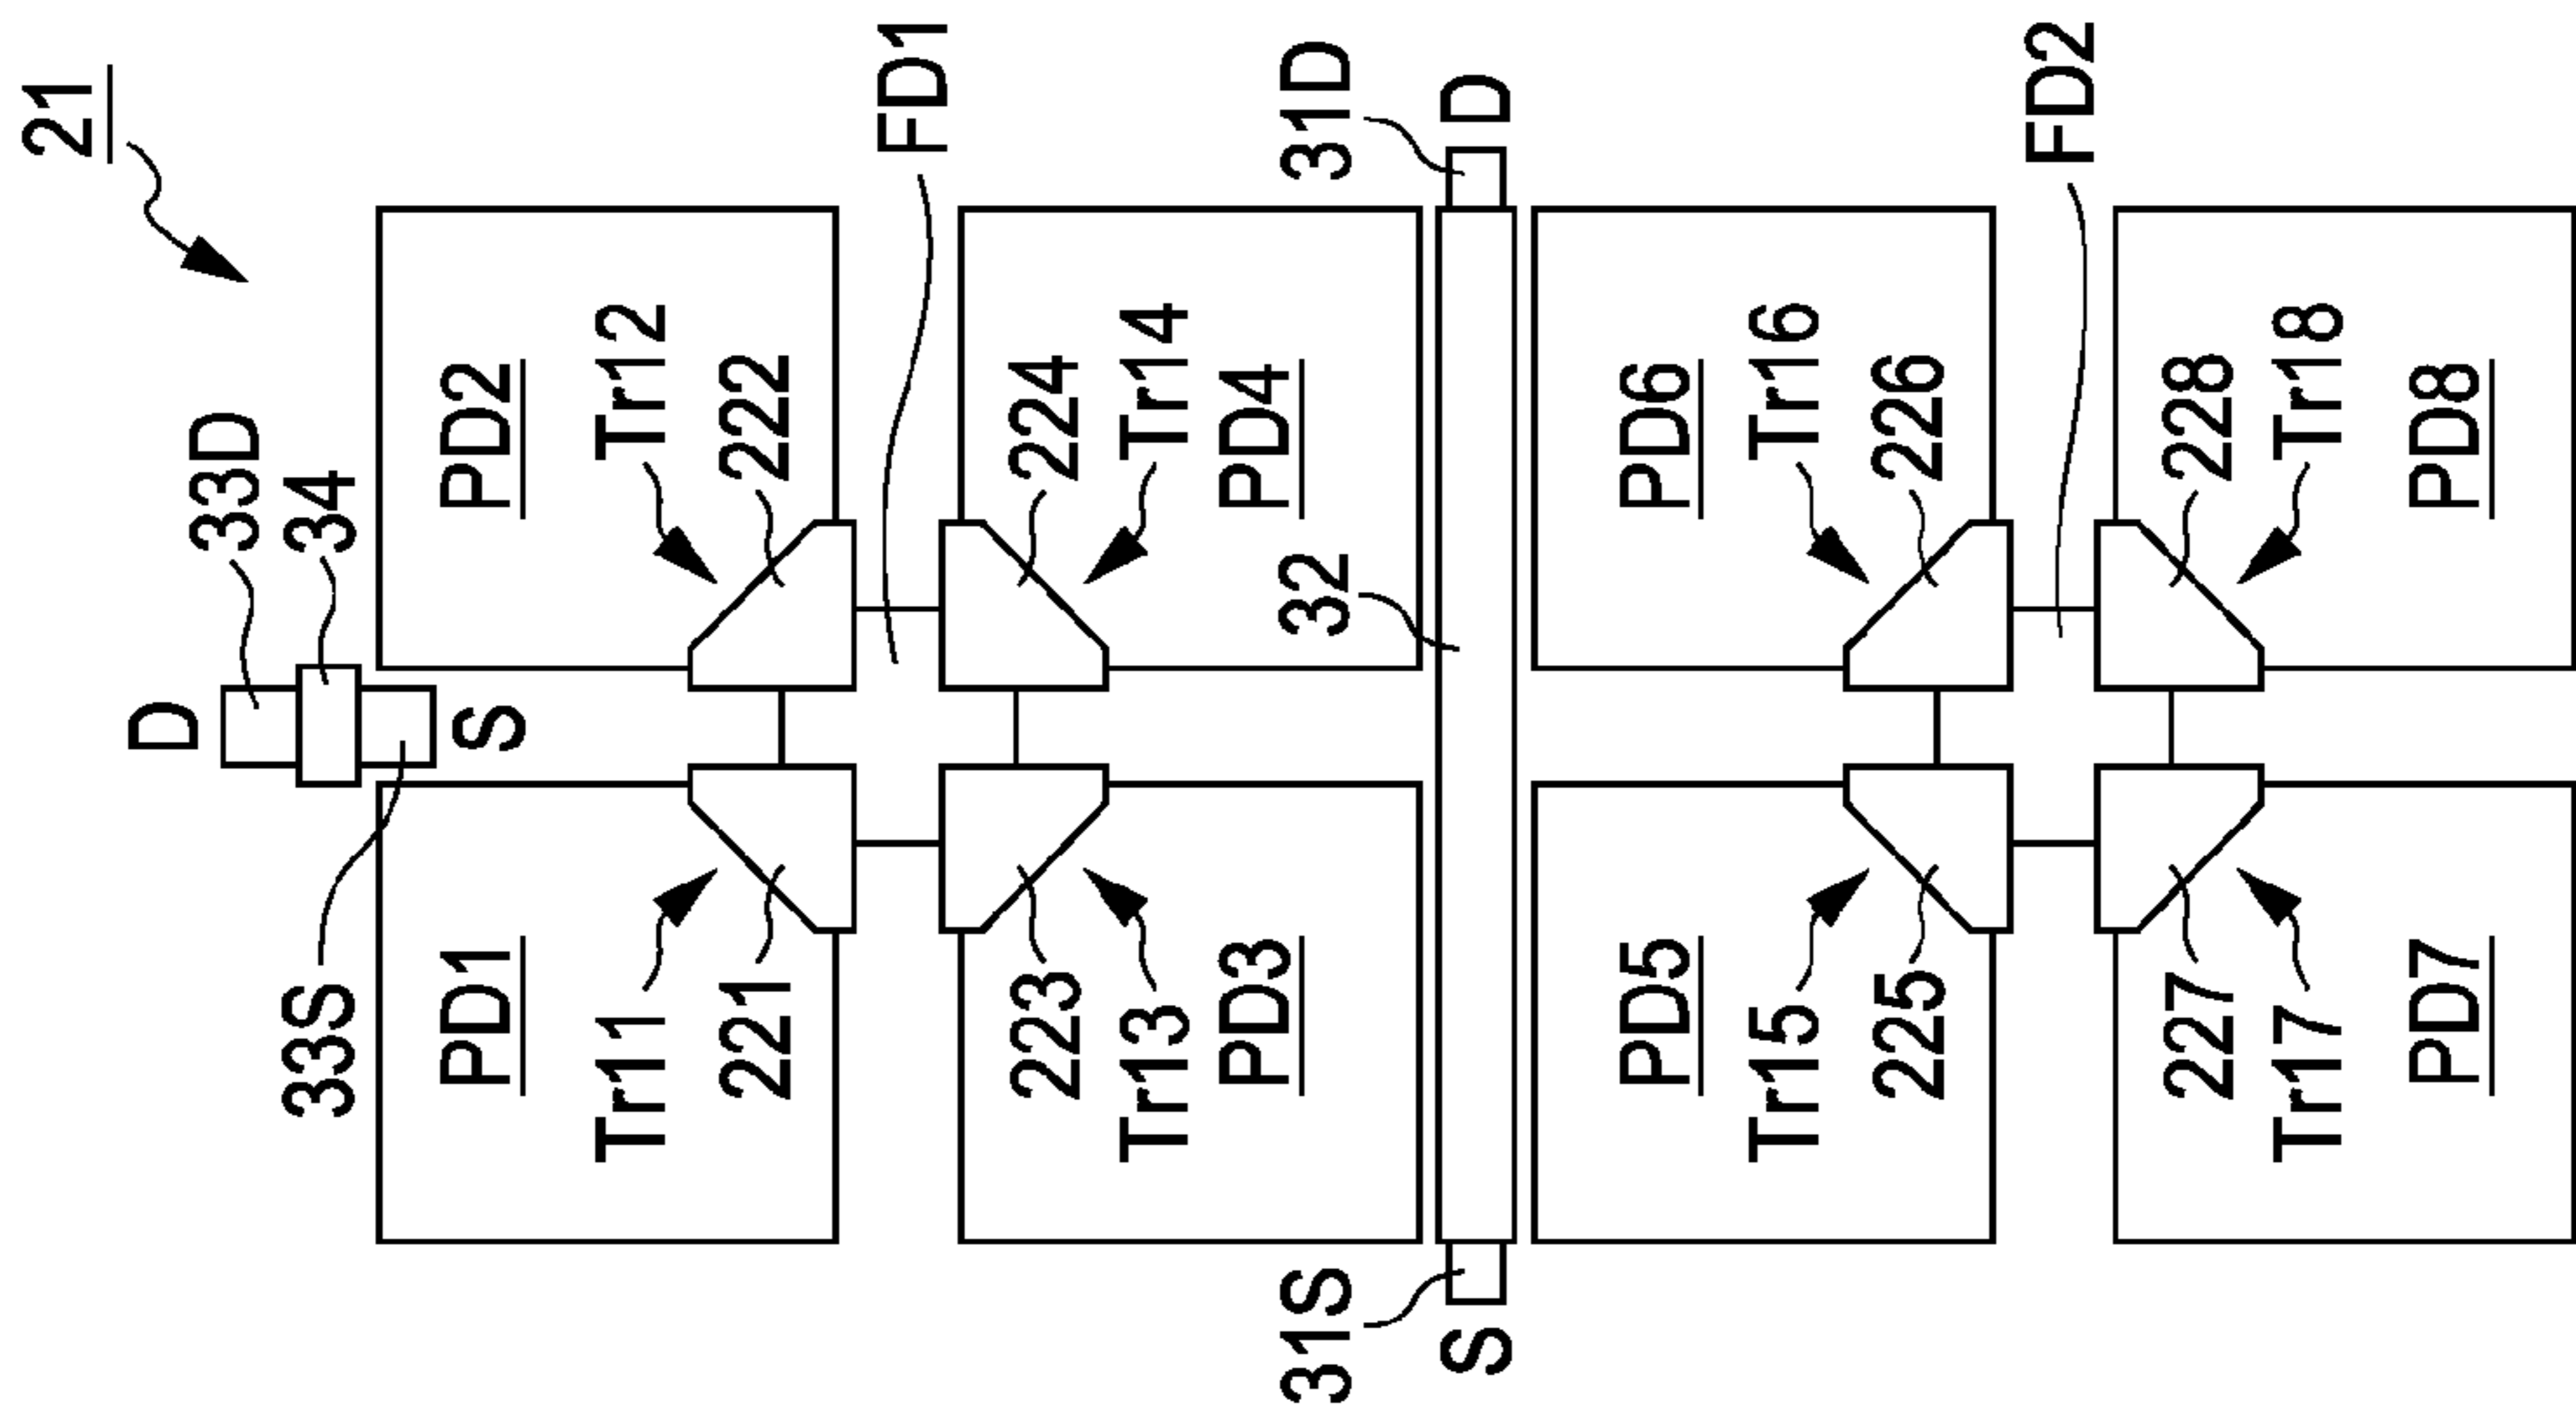 21
33D
34
D
S
33S
FD1
PD2
Tr12
222
224
Tr14
PD4
PD1
Tr11
221
223
Tr13
PD3
31D
D
32
31S
S
FD2
PD6
Tr16
226
228
Tr18
PD8
PD5
Tr15
225
227
Tr17
PD7